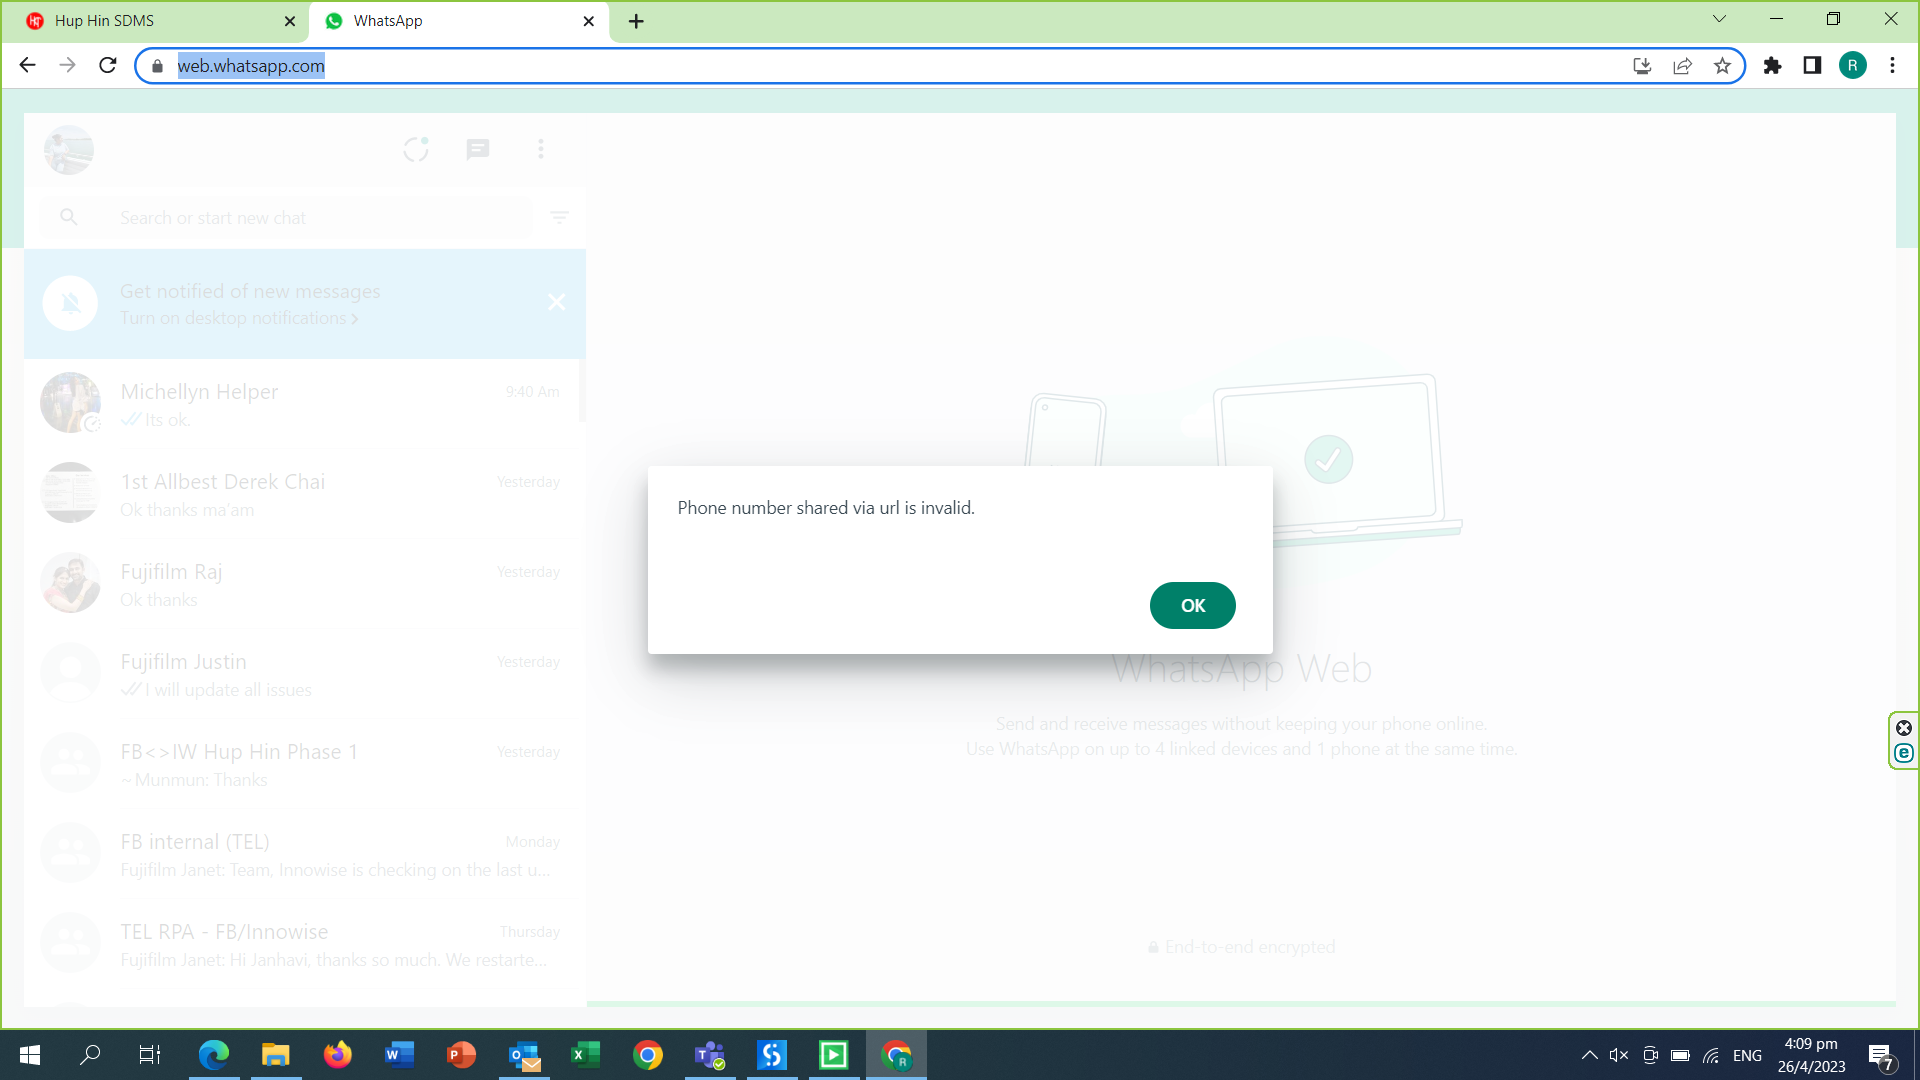 Hup Hin SDMS
WhatsApp
web.whatsapp.com
R
Search or start new chat
Get notified of new messages
Turn on desktop notifications
Michellyn Helper
9:40 Am
Its ok.
1st Allbest Derek Chai
Yesterday
Ok thanks ma'am
Fujifilm Raj
Yesterday
Ok thanks
Fujifilm Justin
Yesterday
I will update all issues
FB<>IW Hup Hin Phase 1
Yesterday
~Munmun: Thanks
FB internal (TEL)
Monday
Fujifilm Janet: Team, Innowise is checking on the last u...
TEL RPA - FB/Innowise
Thursday
Fujifilm Janet: Hi Janhavi, thanks so much. We restarte...
Phone number shared via url is invalid.
OK
WhatsApp Web
Send and receive messages without keeping your phone online.
Use WhatsApp on up to 4 linked devices and 1 phone at the same time.
End-to-end encrypted
ENG
4:09 pm
26/4/2023
7